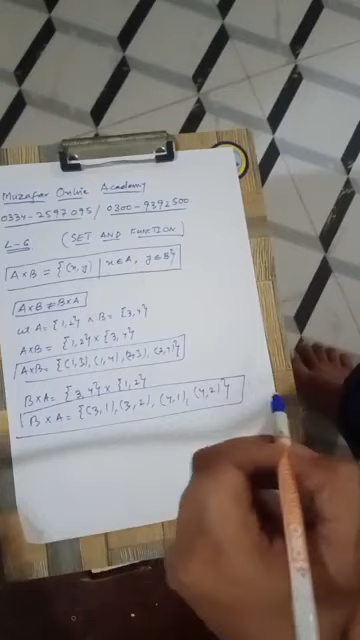 Muzafar Online Academy
0334-2597095 / 0300-9392500
L-6 (SET AND FUNCTION)
A×B = {(x,y) | x∈A, y∈B}
A×B ≠ B×A
Let A = {1,2} ∧ B = {3,4}
A×B = {1,2} × {3,4}
A×B = {(1,3), (1,4), (2,3), (2,4)}
B×A = {3,4} × {1,2}
B×A = {(3,1), (3,2), (4,1), (4,2)}